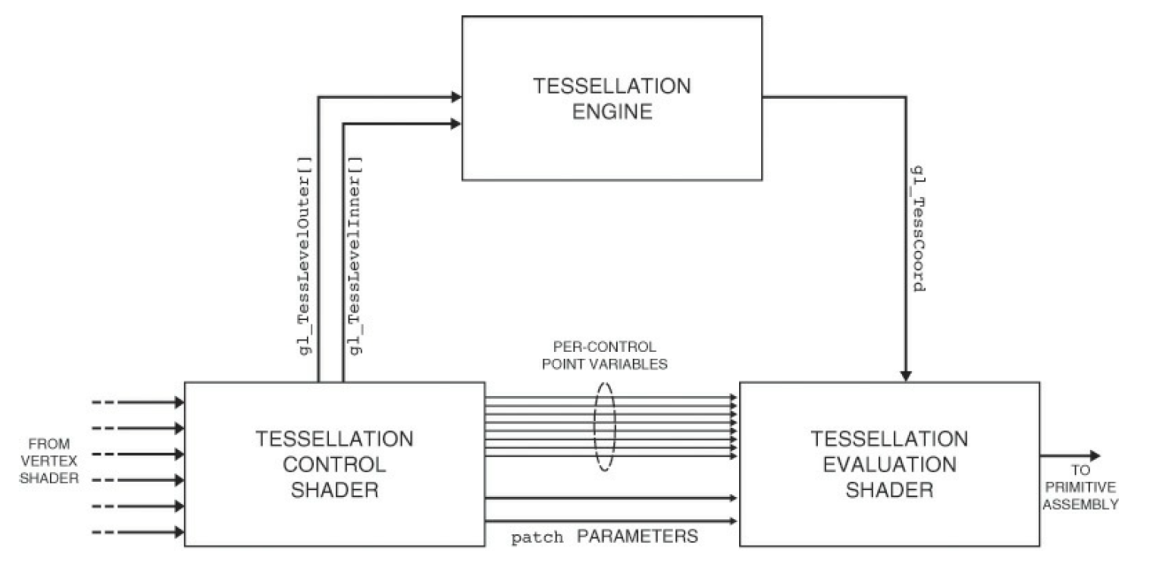 TESSELLATION
ENGINE
gl_TessLevelOuter[]
gl_TessLevelInner[]
gl_TessCoord
PER-CONTROL
POINT VARIABLES
FROM
VERTEX
SHADER
TESSELLATION
CONTROL
SHADER
TESSELLATION
EVALUATION
SHADER
TO
PRIMITIVE
ASSEMBLY
patch PARAMETERS